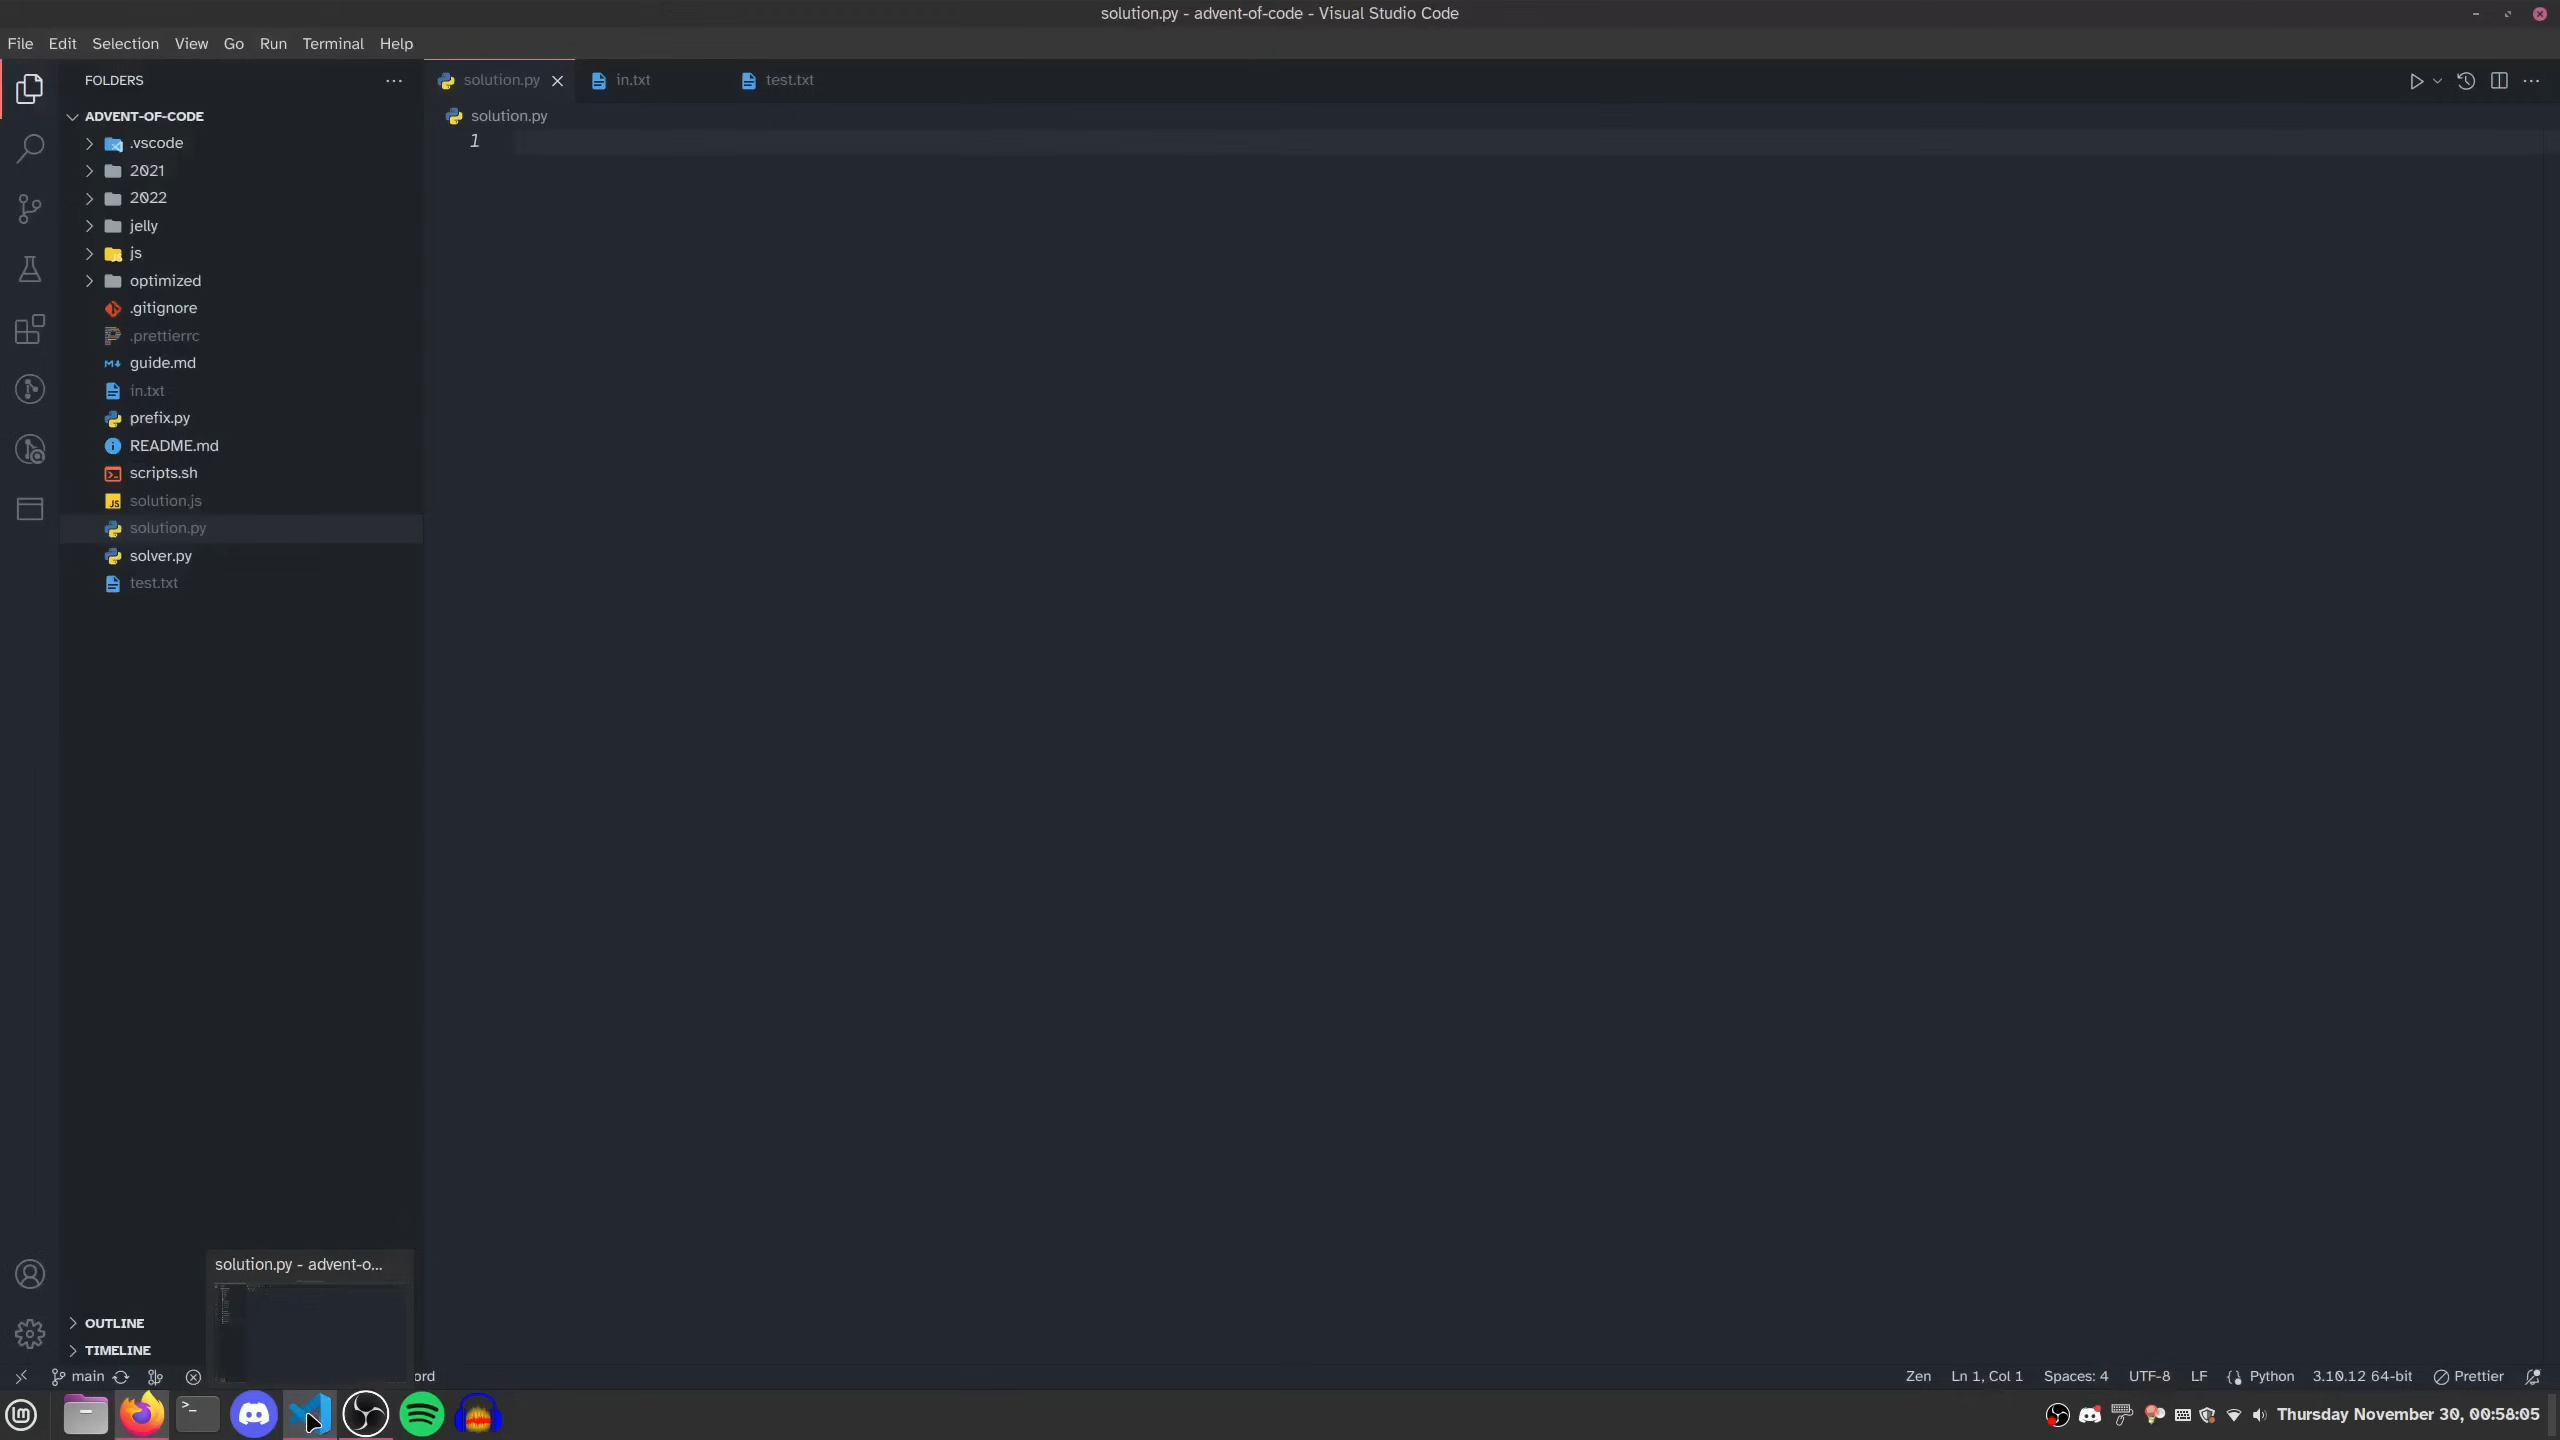 solution.py - advent-of-code - Visual Studio Code
File Edit Selection View Go Run Terminal Help
FOLDERS
solution.py in.txt test.txt
ADVENT-OF-CODE
solution.py
1
.vscode
2021
2022
jelly
js
optimized
.gitignore
.prettierrc
guide.md
in.txt
prefix.py
README.md
scripts.sh
solution.js
solution.py
solver.py
test.txt
solution.py - advent-o...
OUTLINE
TIMELINE
main ord Zen Ln 1, Col 1 Spaces: 4 UTF-8 LF Python 3.10.12 64-bit Prettier
Thursday November 30, 00:58:05